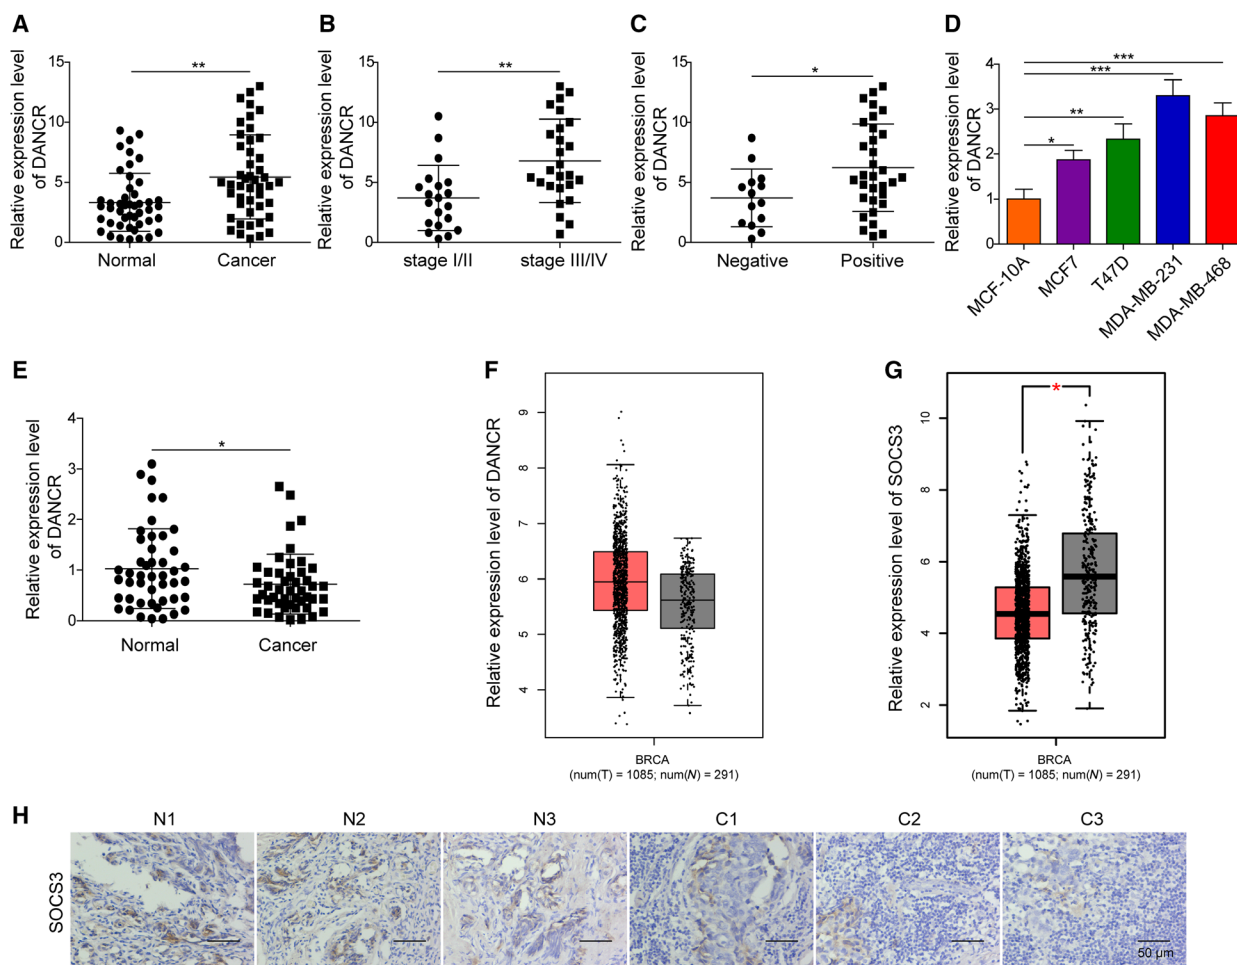 A
Relative expression level
of DANCR
15
10
5
0
**
Normal
Cancer
B
Relative expression level
of DANCR
15
10
5
0
**
stage I/II
stage III/IV
C
Relative expression level
of DANCR
15
10
5
0
*
Negative
Positive
D
Relative expression level
of DANCR
4
3
2
1
0
***
***
**
*
MCF-10A
MCF7
T47D
MDA-MB-231
MDA-MB-468
E
Relative expression level
of DANCR
4
3
2
1
0
*
Normal
Cancer
F
Relative expression level of DANCR
9
8
7
6
5
4
BRCA
(num(T) = 1085; num(N) = 291)
G
Relative expression level of SOCS3
10
8
6
4
2
*
BRCA
(num(T) = 1085; num(N) = 291)
H
N1
N2
N3
C1
C2
C3
SOCS3
50 µm